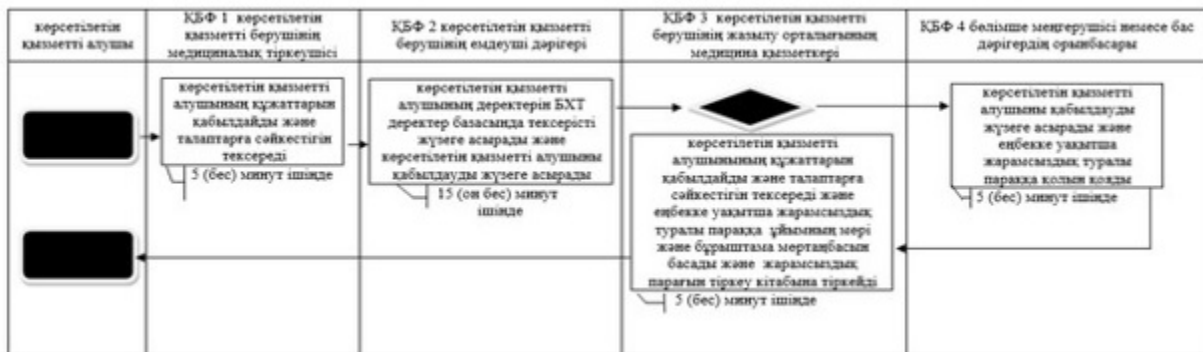 көрсетілетін
қызметті алушы
ҚБФ 1 көрсетілетін
қызметті берушінің
медициналық тіркеушісі
ҚБФ 2 көрсетілетін қызметті
берушінің емдеуші дәрігері
ҚБФ 3 көрсетілетін қызметті
берушінің жазылу орталығының
медицина қызметкері
ҚБФ 4 бөлімше меңгерушісі немесе бас
дәрігердің орынбасары
көрсетілетін қызметті
алушының құжаттарын
қабылдайды және
талаптарға сәйкестігін
тексереді
5 (бес) минут ішінде
көрсетілетін қызметті
алушының деректерін БХТ
деректер базасында тексерісті
жүзеге асырады және
көрсетілетін қызметті алушыны
қабылдауды жүзеге асырады
15 (он бес) минут
ішінде
көрсетілетін қызметті
алушынының құжаттарын
қабылдайды және талаптарға
сәйкестігін тексереді және
еңбекке уақытша жарамсыздық
туралы параққа ұйымның мөрі
және бұрыштама мөртаңбасын
басады және жарамсыздық
парағын тіркеу кітабына тіркейді
5 (бес) минут ішінде
көрсетілетін қызметті
алушыны қабылдауды
жүзеге асырады және
еңбекке уақытша
жарамсыздық туралы
параққа қолын қояды
5 (бес) минут ішінде